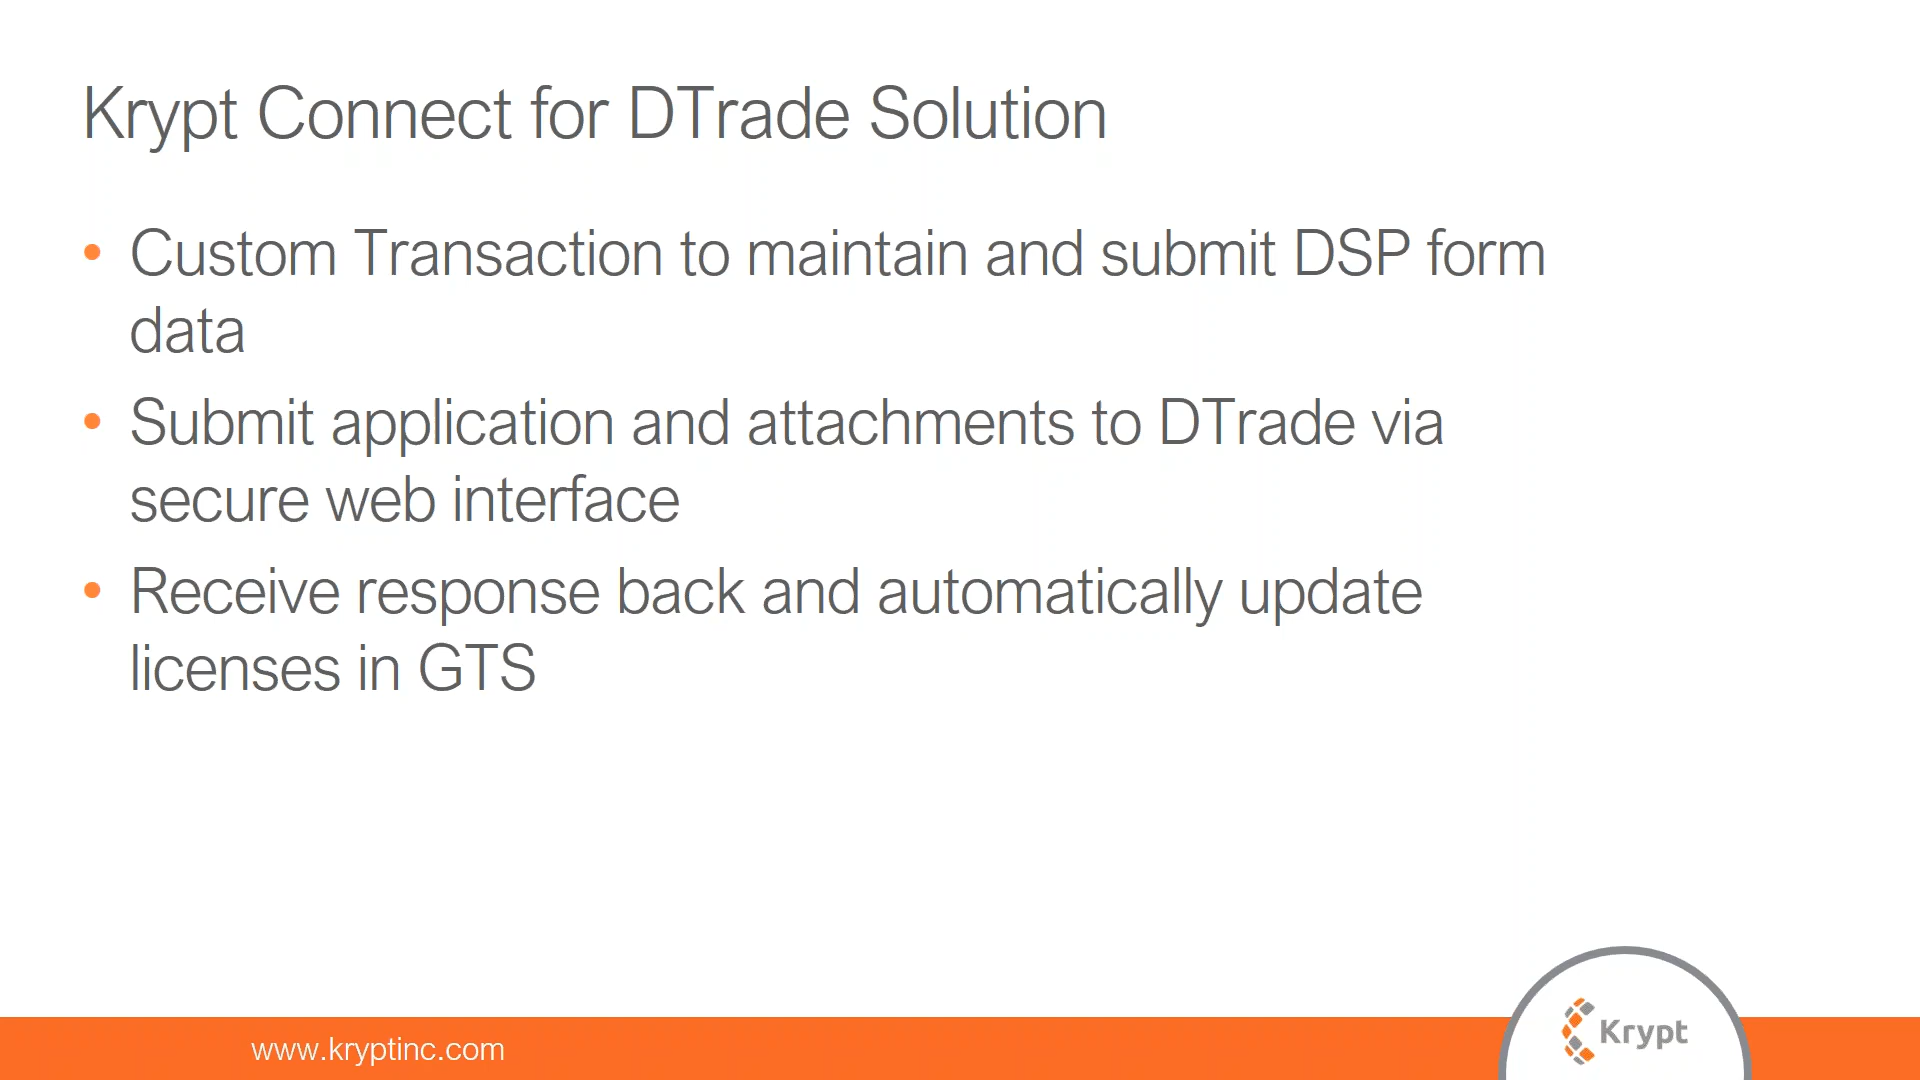 Krypt Connect for DTrade Solution
• Custom Transaction to maintain and submit DSP form
data
• Submit application and attachments to DTrade via
secure web interface
• Receive response back and automatically update
licenses in GTS
www.kryptinc.com
Krypt